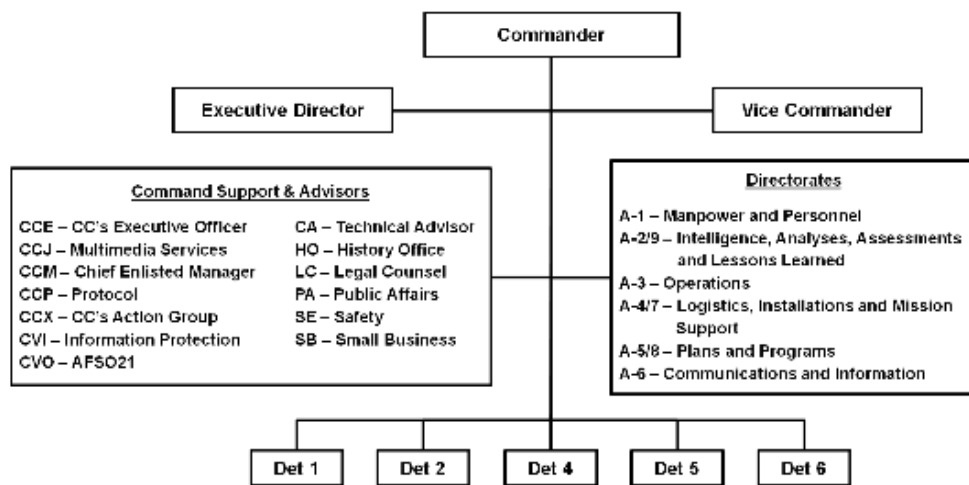 Commander
Executive Director
Vice Commander
Command Support & Advisors
CCE – CC's Executive Officer
CCJ – Multimedia Services
CCM – Chief Enlisted Manager
CCP – Protocol
CCX – CC's Action Group
CVI – Information Protection
CVO – AFSO21
CA – Technical Advisor
HO – History Office
LC – Legal Counsel
PA – Public Affairs
SE – Safety
SB – Small Business
Directorates
A-1 – Manpower and Personnel
A-2/9 – Intelligence, Analyses, Assessments
and Lessons Learned
A-3 – Operations
A-4/7 – Logistics, Installations and Mission
Support
A-5/8 – Plans and Programs
A-6 – Communications and Information
Det 1
Det 2
Det 4
Det 5
Det 6